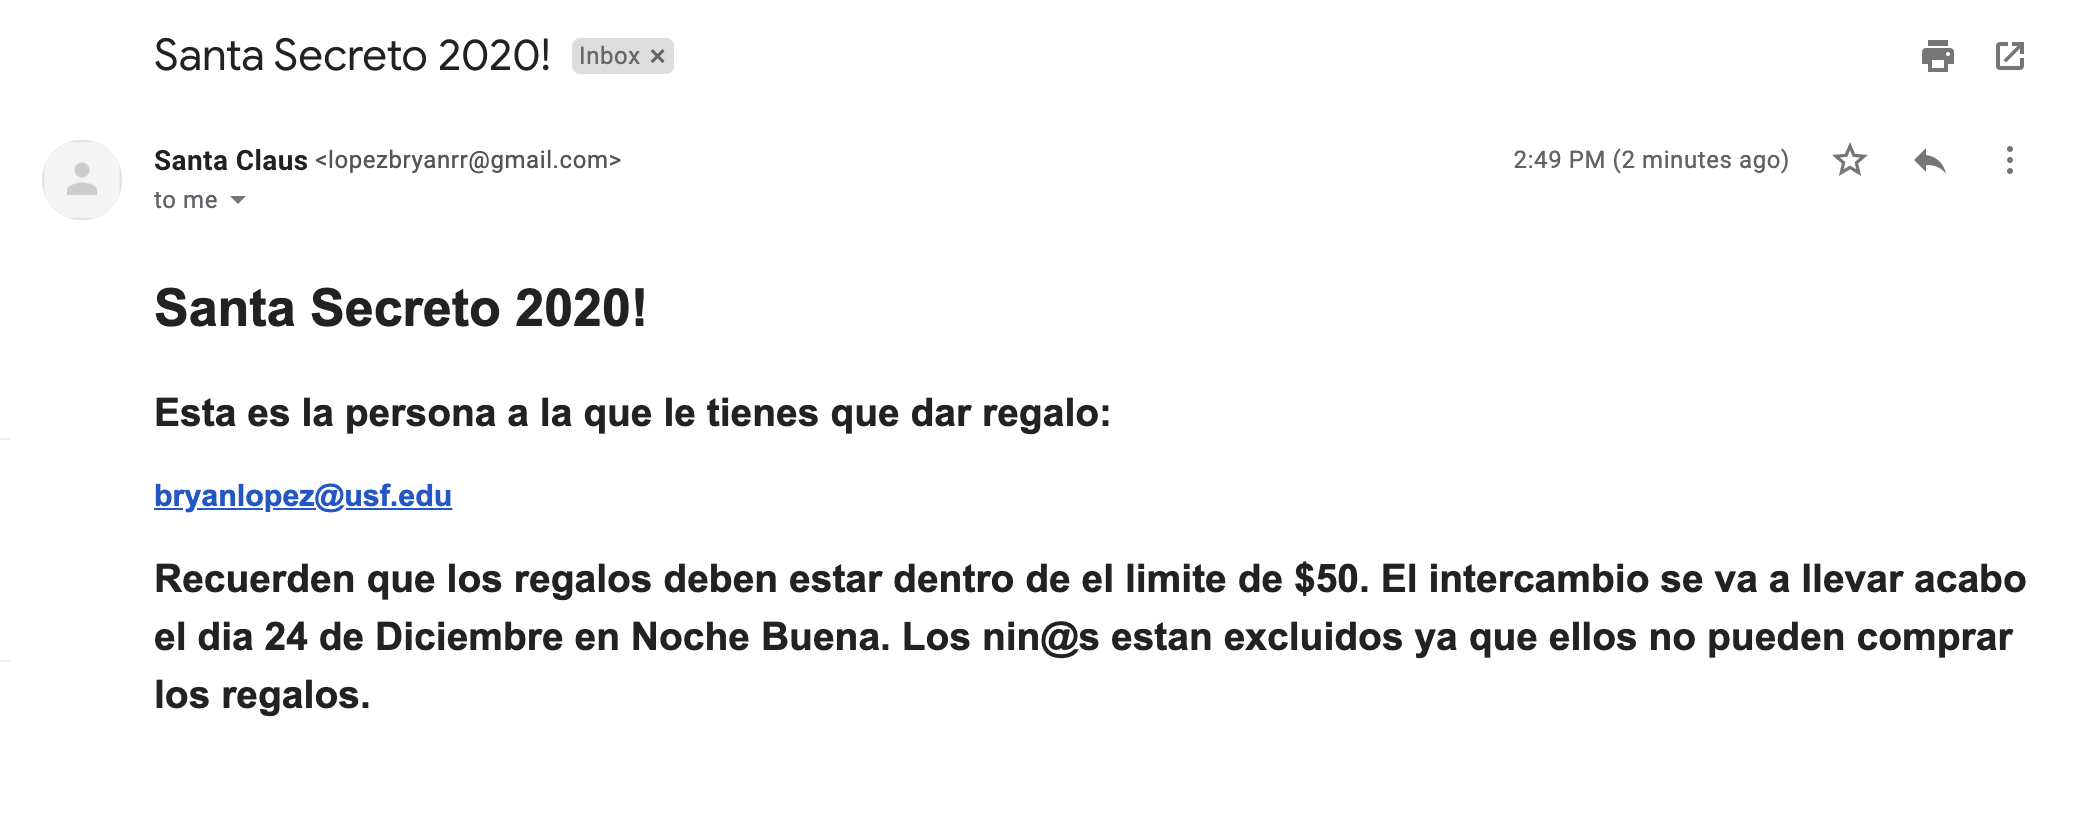 Santa Secreto 2020! Inbox ×
Santa Claus <lopezbryanrr@gmail.com> 2:49 PM (2 minutes ago)
to me
Santa Secreto 2020!
Esta es la persona a la que le tienes que dar regalo:
bryanlopez@usf.edu
Recuerden que los regalos deben estar dentro de el limite de $50. El intercambio se va a llevar acabo
el dia 24 de Diciembre en Noche Buena. Los nin@s estan excluidos ya que ellos no pueden comprar
los regalos.